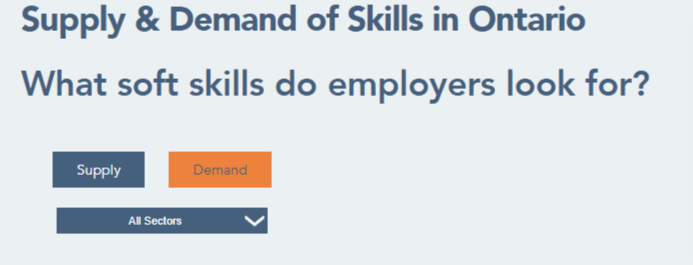 Supply & Demand of Skills in Ontario
What soft skills do employers look for?
Supply Demand
All Sectors